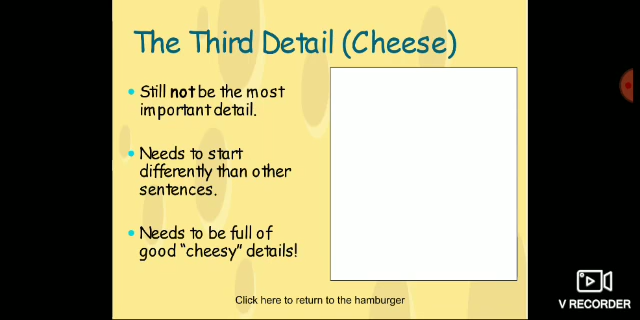 The Third Detail (Cheese)
• Still not be the most
important detail.
• Needs to start
differently than other
sentences.
• Needs to be full of
good “cheesy” details!
Click here to return to the hamburger
V RECORDER